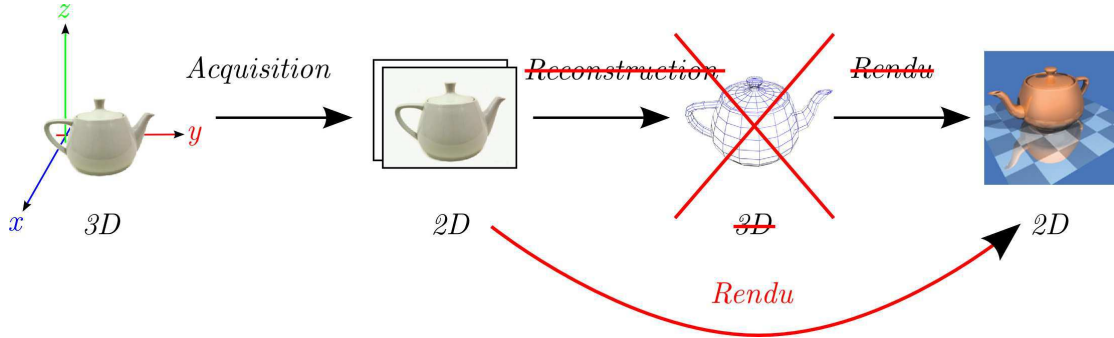 z
Acquisition
Reconstruction
Rendu
y
x
3D
2D
3D
2D
Rendu